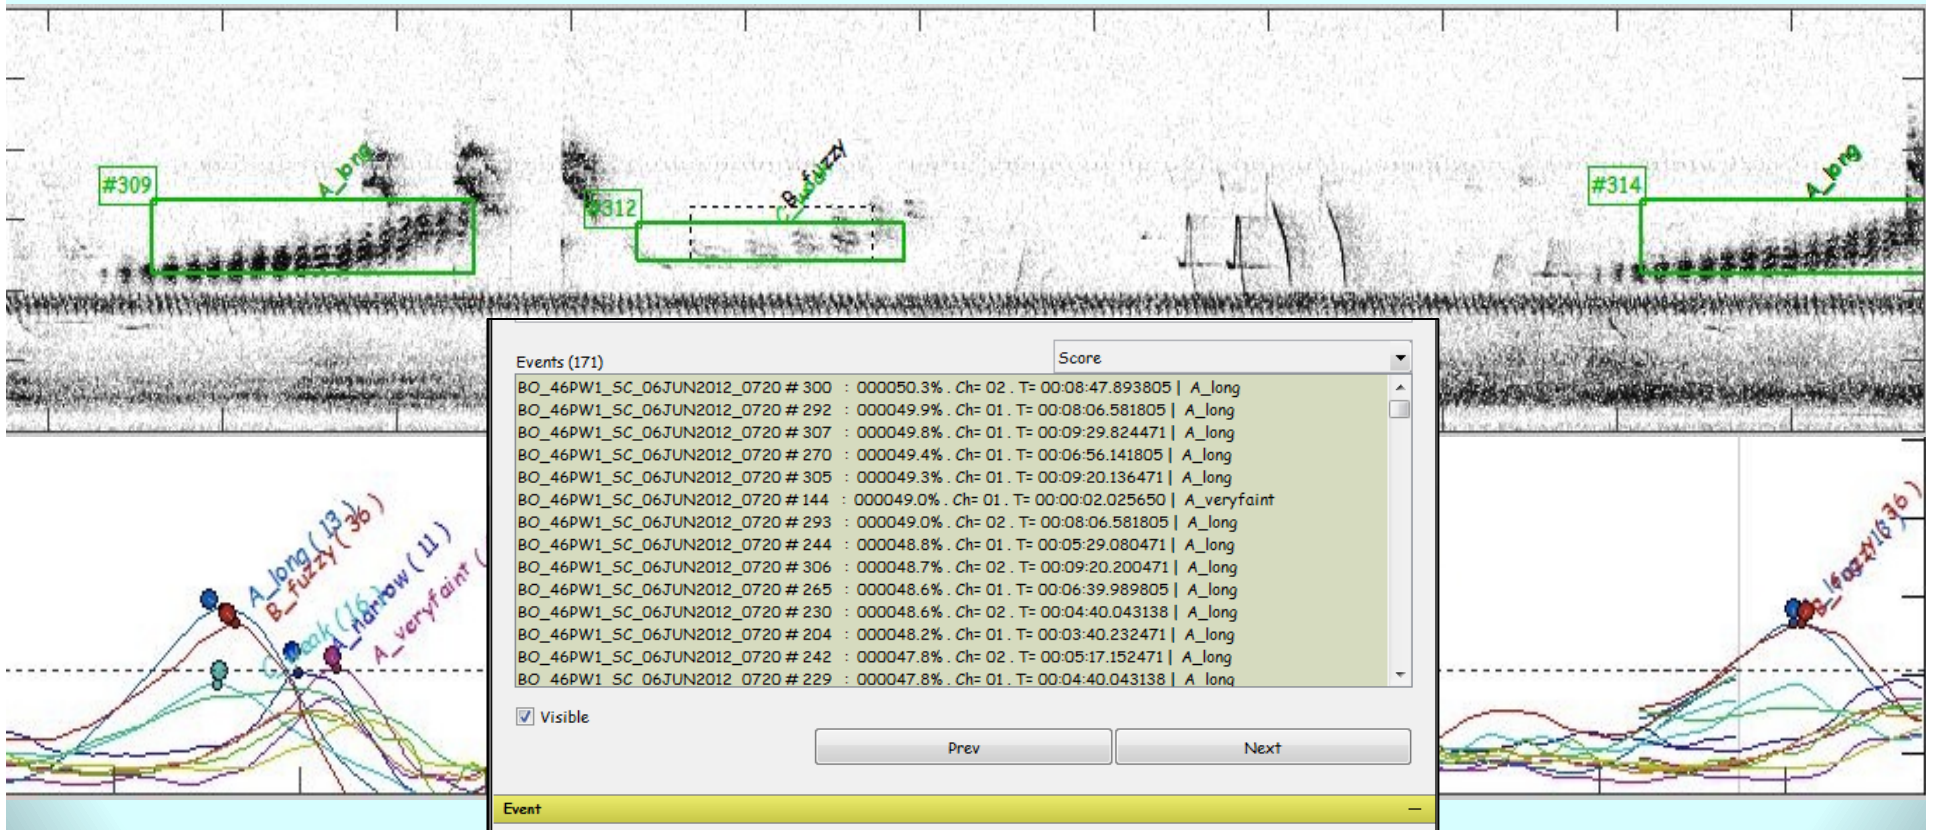 A_long
B_fuzzy
A_long
#309
#312
#314
Events (171)
Score
BO_46PW1_SC_06JUN2012_0720 # 300 : 000050.3% . Ch= 02 . T= 00:08:47.893805 | A_long
BO_46PW1_SC_06JUN2012_0720 # 292 : 000049.9% . Ch= 01 . T= 00:08:06.581805 | A_long
BO_46PW1_SC_06JUN2012_0720 # 307 : 000049.8% . Ch= 01 . T= 00:09:29.824471 | A_long
BO_46PW1_SC_06JUN2012_0720 # 270 : 000049.4% . Ch= 01 . T= 00:06:56.141805 | A_long
BO_46PW1_SC_06JUN2012_0720 # 305 : 000049.3% . Ch= 01 . T= 00:09:20.136471 | A_long
BO_46PW1_SC_06JUN2012_0720 # 144 : 000049.0% . Ch= 01 . T= 00:00:02.025650 | A_veryfaint
BO_46PW1_SC_06JUN2012_0720 # 293 : 000049.0% . Ch= 02 . T= 00:08:06.581805 | A_long
BO_46PW1_SC_06JUN2012_0720 # 244 : 000048.8% . Ch= 01 . T= 00:05:29.080471 | A_long
BO_46PW1_SC_06JUN2012_0720 # 306 : 000048.7% . Ch= 02 . T= 00:09:20.200471 | A_long
BO_46PW1_SC_06JUN2012_0720 # 265 : 000048.6% . Ch= 01 . T= 00:06:39.989805 | A_long
BO_46PW1_SC_06JUN2012_0720 # 230 : 000048.6% . Ch= 02 . T= 00:04:40.043138 | A_long
BO_46PW1_SC_06JUN2012_0720 # 204 : 000048.2% . Ch= 01 . T= 00:03:40.232471 | A_long
BO_46PW1_SC_06JUN2012_0720 # 242 : 000047.8% . Ch= 02 . T= 00:05:17.152471 | A_long
BO_46PW1_SC_06JUN2012_0720 # 229 : 000047.8% . Ch= 01 . T= 00:04:40.043138 | A_long
A_long ( 13 )
B_fuzzy ( 36 )
A_narrow ( 11 )
A_veryfaint (
Visible
Prev
Next
Event